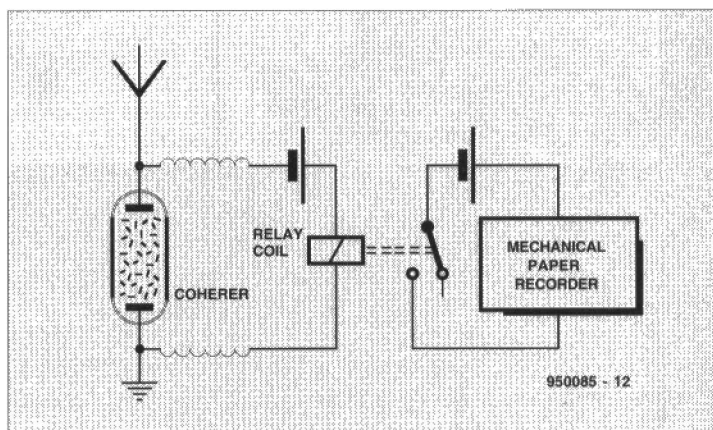 RELAY
COIL
COHERER
MECHANICAL
PAPER
RECORDER
950085 - 12